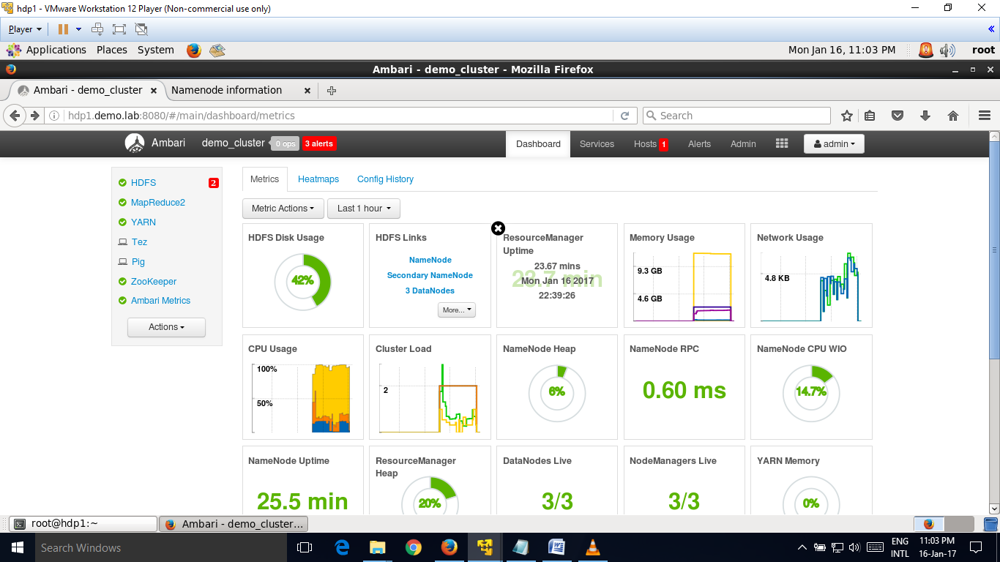 hdp1 - VMware Workstation 12 Player (Non-commercial use only)
Player
Applications Places System Mon Jan 16, 11:03 PM root
Ambari - demo_cluster - Mozilla Firefox
Ambari - demo_cluster Namenode information
hdp1.demo.lab:8080/#/main/dashboard/metrics Search
Ambari demo_cluster 0 ops 3 alerts Dashboard Services Hosts 1 Alerts Admin admin
HDFS 2
MapReduce2
YARN
Tez
Pig
ZooKeeper
Ambari Metrics
Actions
Metrics Heatmaps Config History
Metric Actions Last 1 hour
HDFS Disk Usage
42%
HDFS Links
NameNode
Secondary NameNode
3 DataNodes
More...
ResourceManager
Uptime
23.67 mins
23.7 min
Mon Jan 16 2017
22:39:26
Memory Usage
9.3 GB
4.6 GB
Network Usage
4.8 KB
CPU Usage
100%
50%
Cluster Load
2
NameNode Heap
6%
NameNode RPC
0.60 ms
NameNode CPU WIO
14.7%
NameNode Uptime
25.5 min
ResourceManager
Heap
20%
DataNodes Live
3/3
NodeManagers Live
3/3
YARN Memory
0%
root@hdp1:~ Ambari - demo_cluster...
Search Windows
ENG
INTL
11:03 PM
16-Jan-17